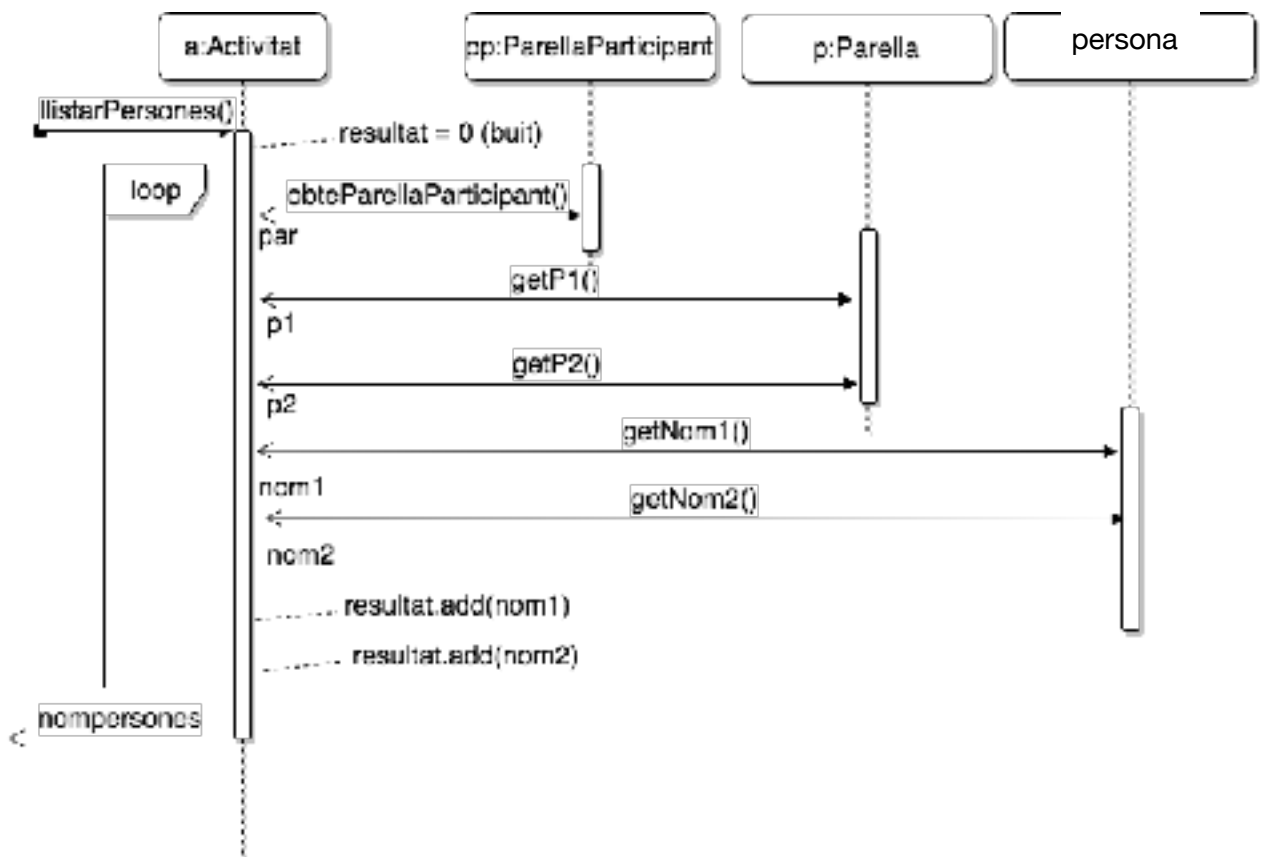 a:Activitat
pp:ParellaParticipant
p:Parella
persona
llistarPersones()
resultat = 0 (buit)
loop
obteParellaParticipant()
par
getP1()
p1
getP2()
p2
getNom1()
nom1
getNom2()
nom2
resultat.add(nom1)
resultat.add(nom2)
nompersones